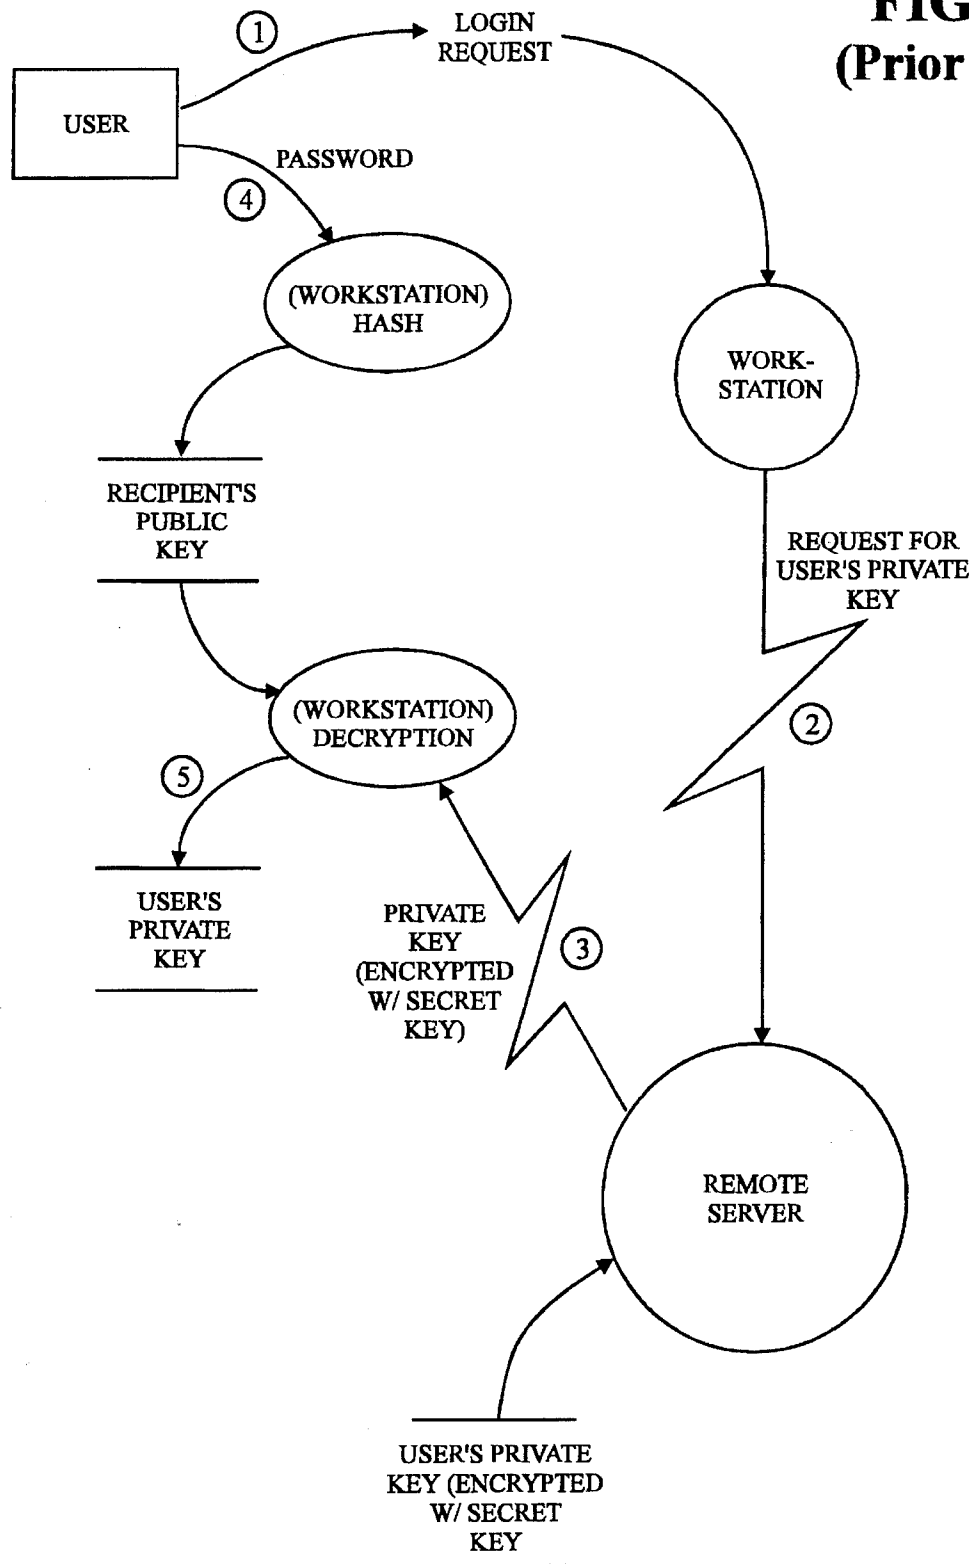 FIG
(Prior
1
LOGIN
REQUEST
USER
PASSWORD
4
(WORKSTATION)
HASH
WORK-
STATION
RECIPIENT'S
PUBLIC
KEY
REQUEST FOR
USER'S PRIVATE
KEY
(WORKSTATION)
DECRYPTION
2
5
USER'S
PRIVATE
KEY
PRIVATE
KEY
(ENCRYPTED
W/ SECRET
KEY)
3
REMOTE
SERVER
USER'S PRIVATE
KEY (ENCRYPTED
W/ SECRET
KEY